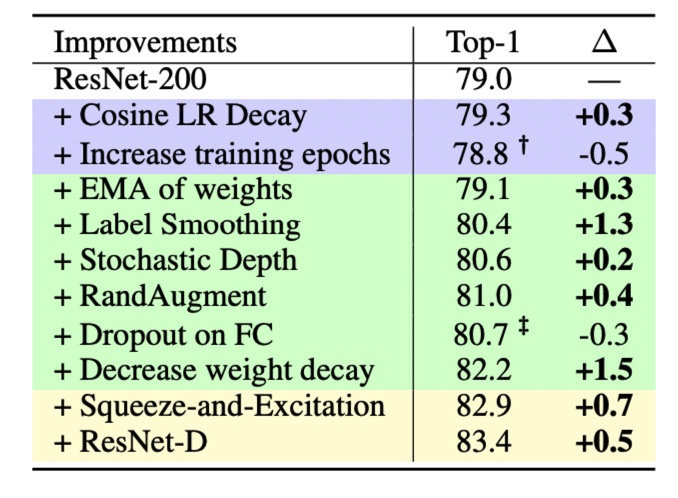 Improvements Top-1 Δ
ResNet-200 79.0 —
+ Cosine LR Decay 79.3 +0.3
+ Increase training epochs 78.8 † -0.5
+ EMA of weights 79.1 +0.3
+ Label Smoothing 80.4 +1.3
+ Stochastic Depth 80.6 +0.2
+ RandAugment 81.0 +0.4
+ Dropout on FC 80.7 ‡ -0.3
+ Decrease weight decay 82.2 +1.5
+ Squeeze-and-Excitation 82.9 +0.7
+ ResNet-D 83.4 +0.5